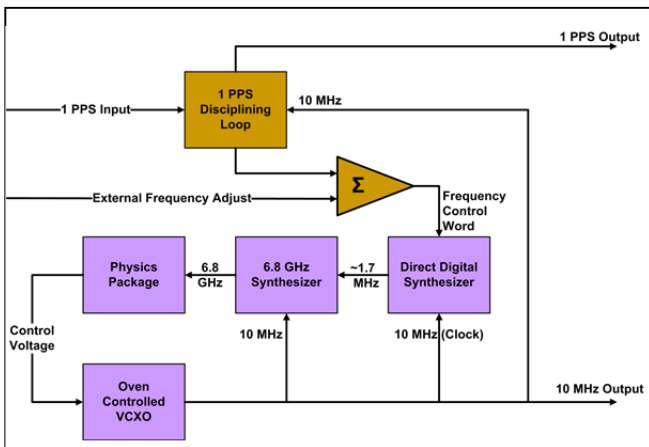 1 PPS Output
1 PPS
Disciplining
Loop
10 MHz
1 PPS Input
Σ
External Frequency Adjust
Frequency
Control
Word
Physics
Package
6.8
GHz
6.8 GHz
Synthesizer
~1.7
MHz
Direct Digital
Synthesizer
Control
Voltage
10 MHz
10 MHz (Clock)
Oven
Controlled
VCXO
10 MHz Output